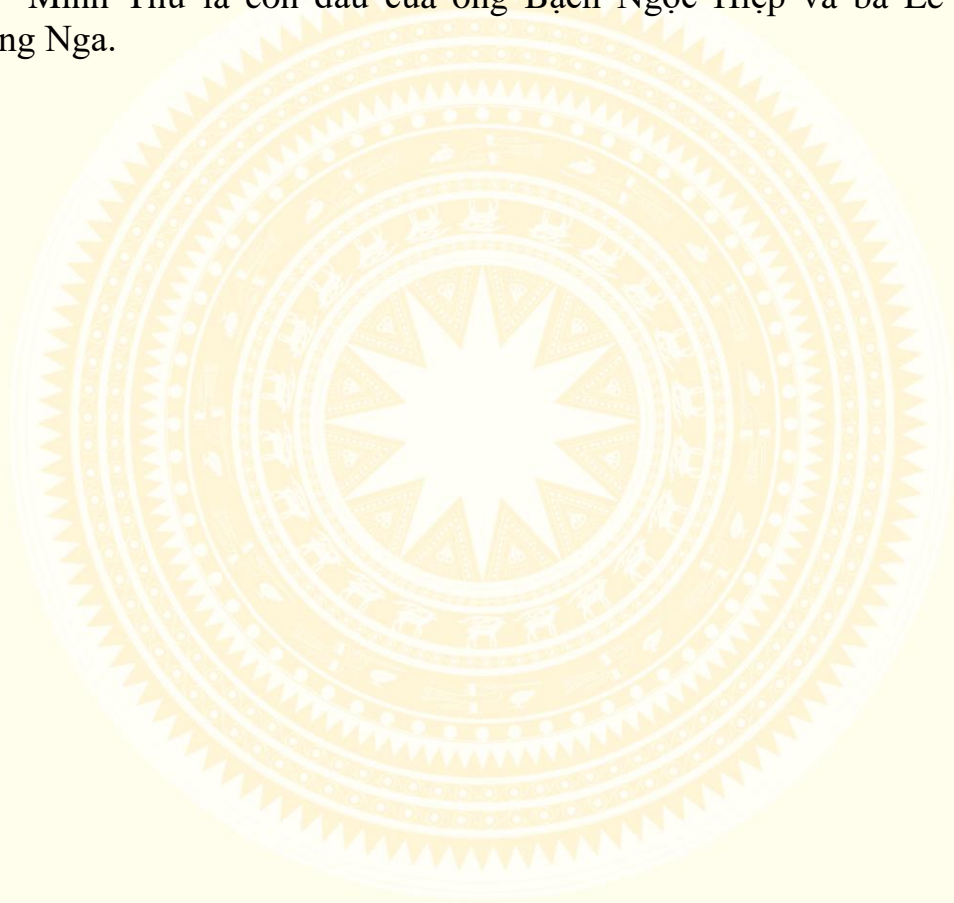 Minh Thư là con đầu của ông Bạch Ngọc Hiệp và bà Lê
ng Nga.